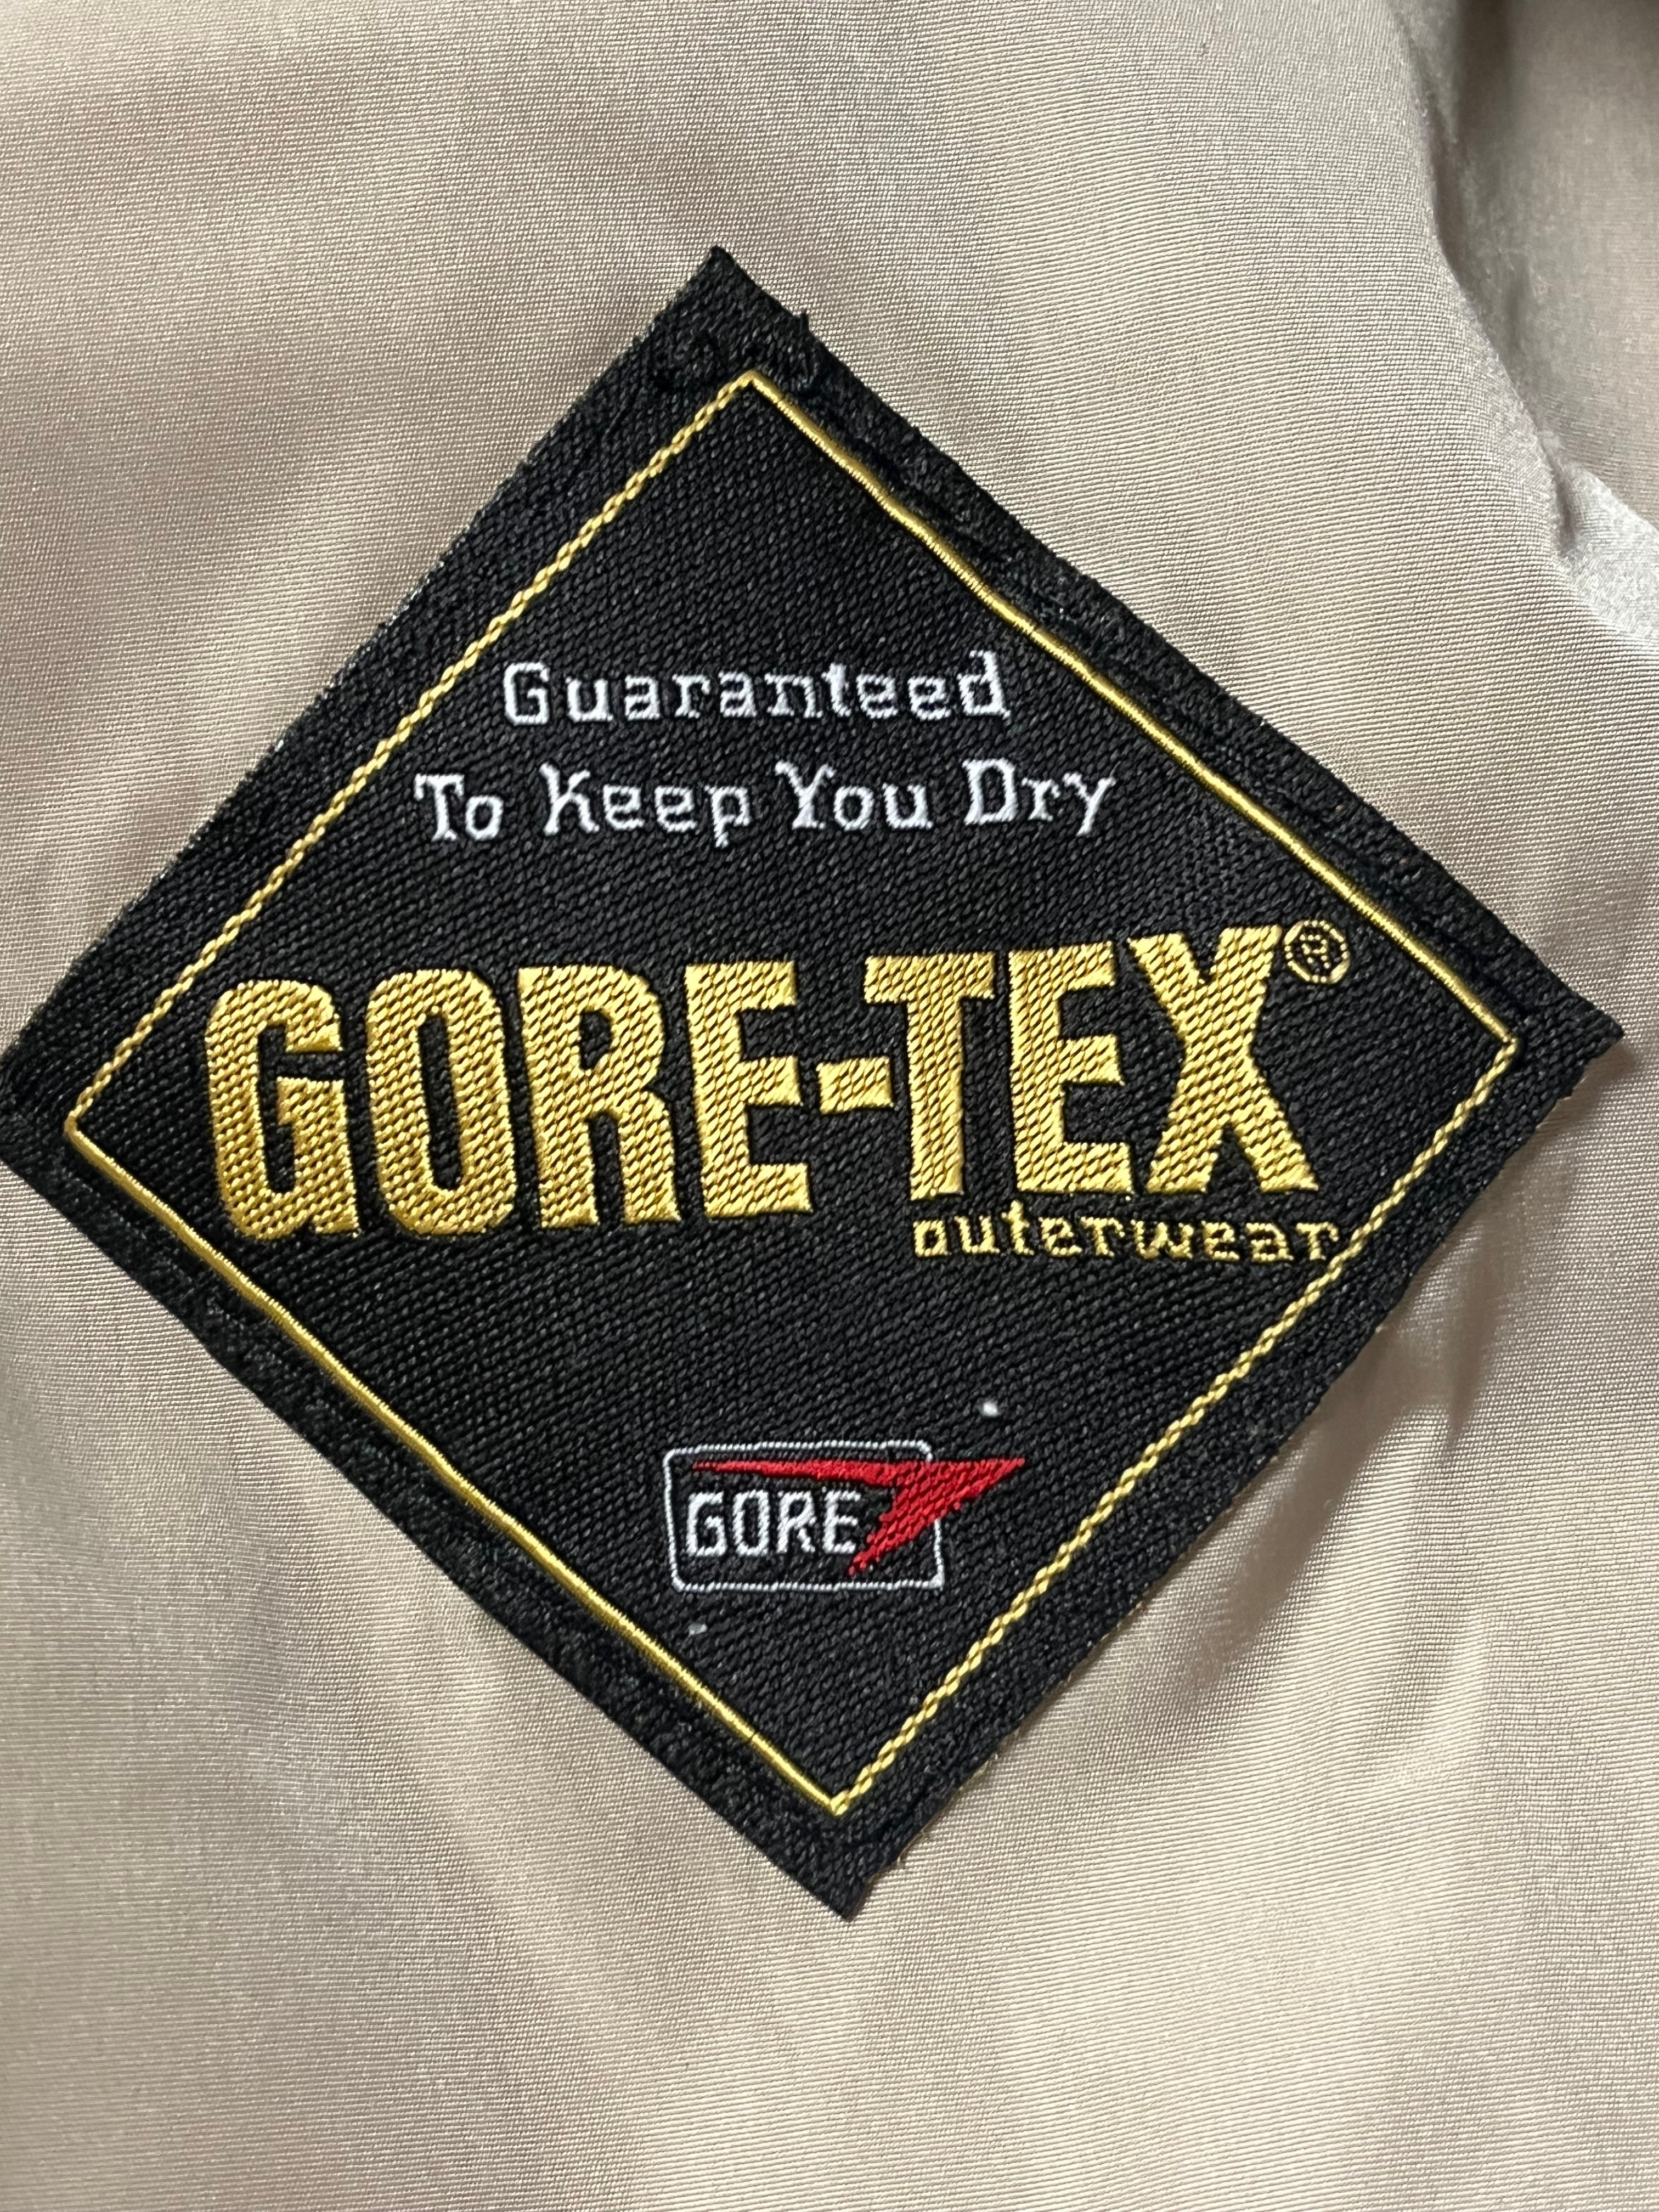 Guaranteed
To Keep You Dry
GORE-TEX®
outerwear
GORE